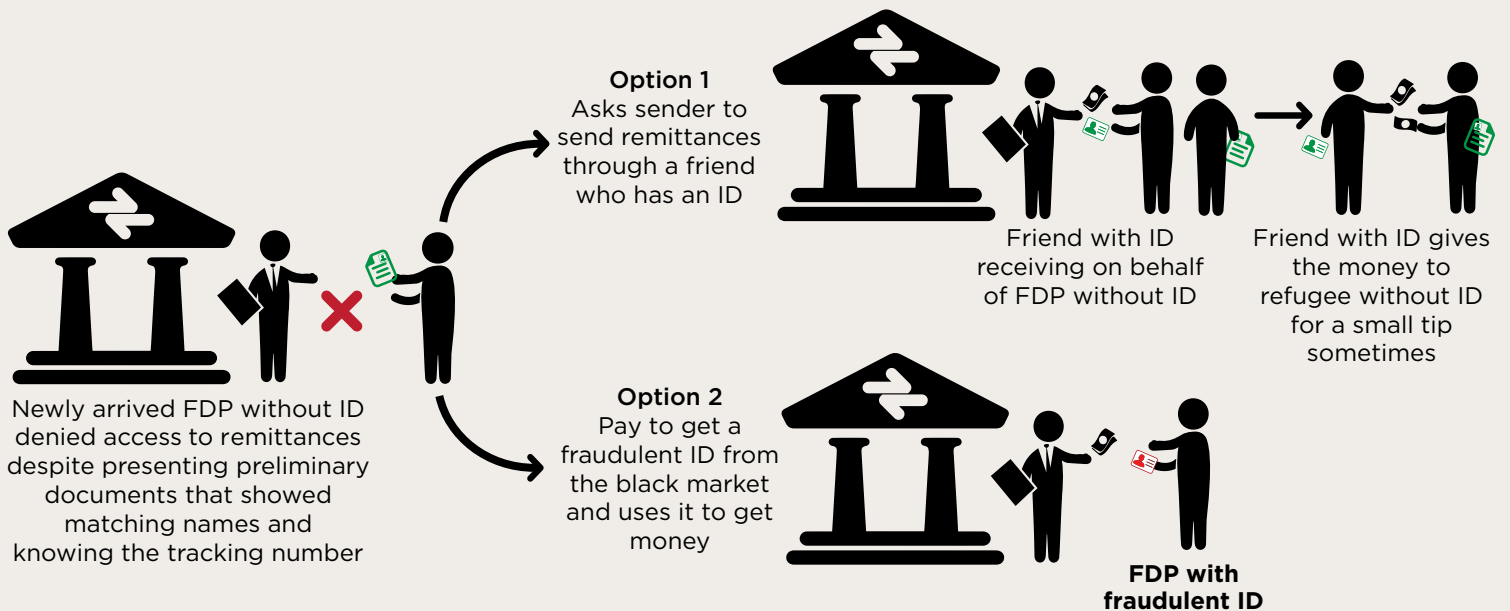 Newly arrived FDP without ID
denied access to remittances
despite presenting preliminary
documents that showed
matching names and
knowing the tracking number
Option 1
Asks sender to
send remittances
through a friend
who has an ID
Friend with ID
receiving on behalf
of FDP without ID
Friend with ID gives
the money to
refugee without ID
for a small tip
sometimes
Option 2
Pay to get a
fraudulent ID from
the black market
and uses it to get
money
FDP with
fraudulent ID